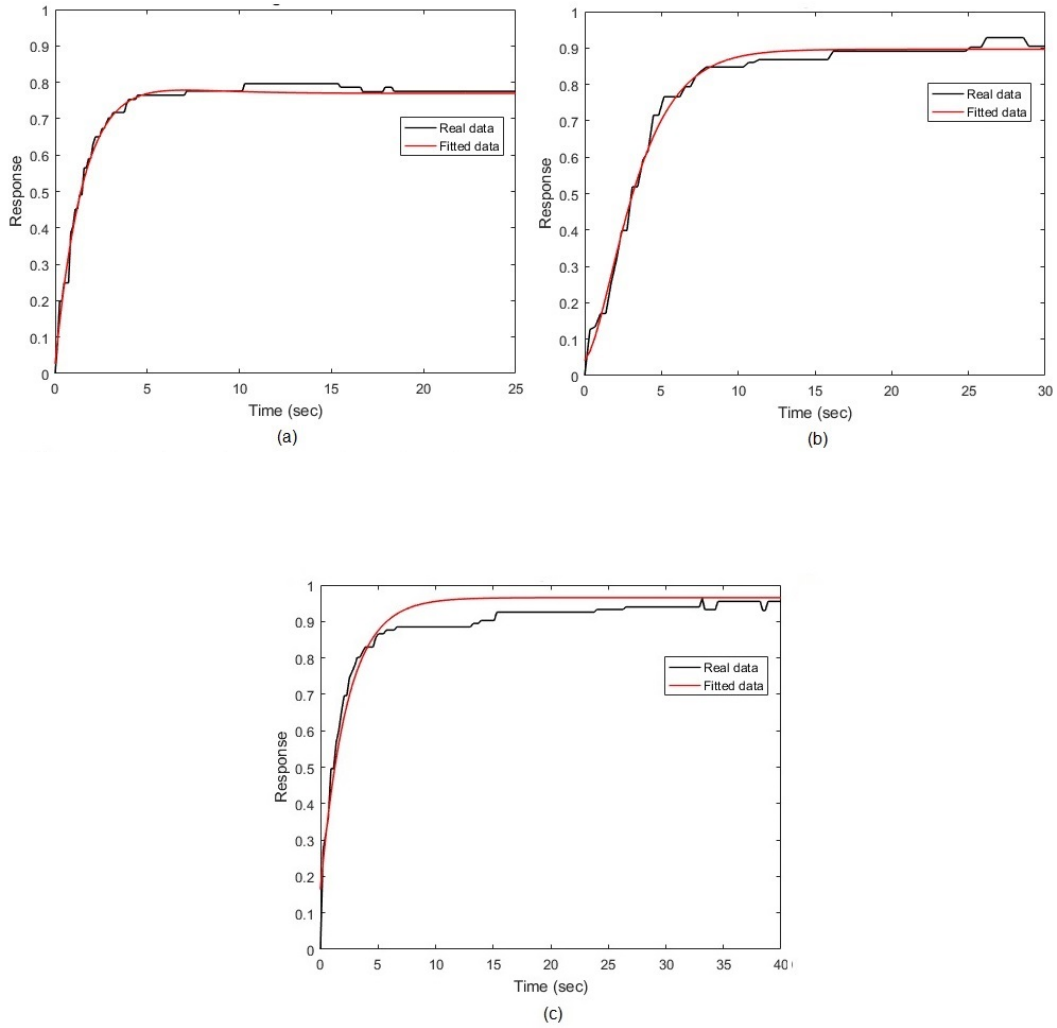 1
0.9
0.8
0.7
0.6
0.5
0.4
0.3
0.2
0.1
0
Response
Real data
Fitted data
0 5 10 15 20 25
Time (sec)
(a)
1
0.9
0.8
0.7
0.6
0.5
0.4
0.3
0.2
0.1
0
Response
Real data
Fitted data
0 5 10 15 20 25 30
Time (sec)
(b)
1
0.9
0.8
0.7
0.6
0.5
0.4
0.3
0.2
0.1
0
Response
Real data
Fitted data
0 5 10 15 20 25 30 35 40
Time (sec)
(c)